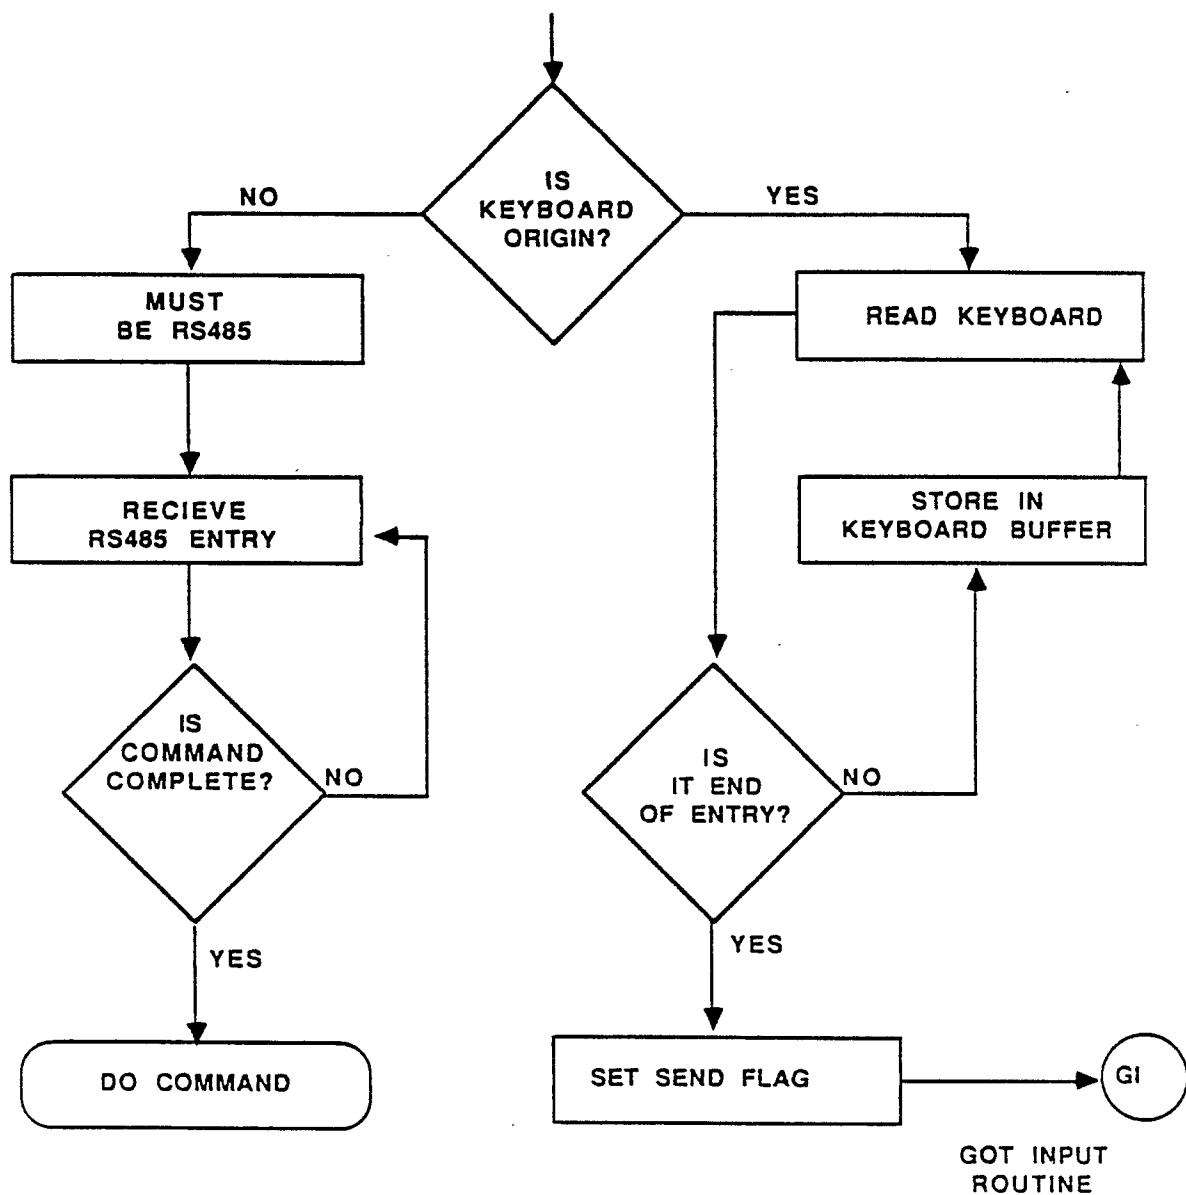 IS
KEYBOARD
ORIGIN?
NO
YES
MUST
BE RS485
READ KEYBOARD
RECIEVE
RS485 ENTRY
STORE IN
KEYBOARD BUFFER
IS
COMMAND
COMPLETE?
NO
IS
IT END
OF ENTRY?
NO
YES
YES
DO COMMAND
SET SEND FLAG
GI
GOT INPUT
ROUTINE